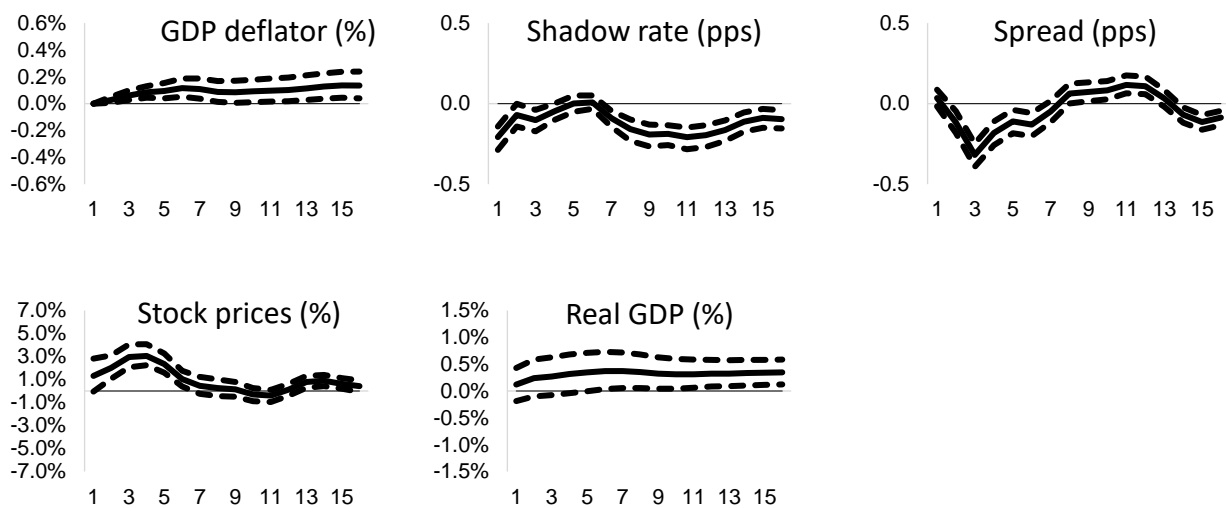 GDP deflator (%)
0.6%
0.4%
0.2%
0.0%
-0.2%
-0.4%
-0.6%
1 3 5 7 9 11 13 15
Shadow rate (pps)
0.5
0.0
-0.5
1 3 5 7 9 11 13 15
Spread (pps)
0.5
0.0
-0.5
1 3 5 7 9 11 13 15
Stock prices (%)
7.0%
5.0%
3.0%
1.0%
-1.0%
-3.0%
-5.0%
-7.0%
1 3 5 7 9 11 13 15
Real GDP (%)
1.5%
1.0%
0.5%
0.0%
-0.5%
-1.0%
-1.5%
1 3 5 7 9 11 13 15